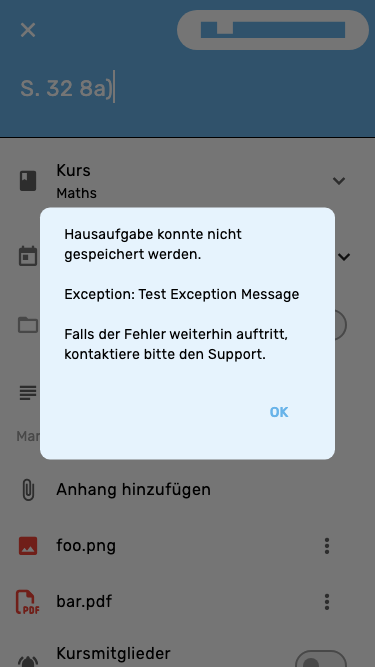 S. 32 8a)
Kurs
Maths
Hausaufgabe konnte nicht
gespeichert werden.
Exception: Test Exception Message
Falls der Fehler weiterhin auftritt,
kontaktiere bitte den Support.
OK
Anhang hinzufügen
foo.png
PDF
bar.pdf
Kursmitglieder